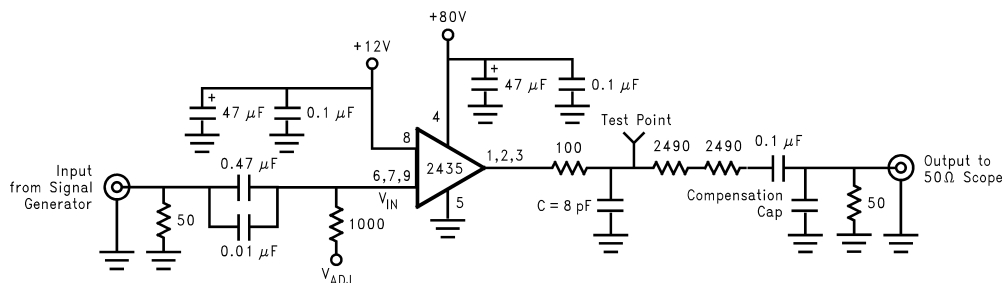 +80V
+12V
+
47 μF
0.1 μF
+
47 μF
0.1 μF
4
Test Point
8
2435
1,2,3
100
2490
2490
0.1 μF
Input
from Signal
Generator
0.47 μF
6,7,9
VIN
5
C = 8 pF
Compensation
Cap
Output to
50Ω Scope
50
0.01 μF
1000
50
VADJ